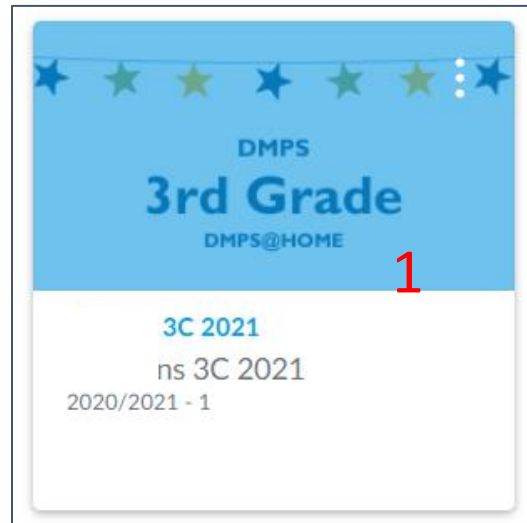 DMPS
3rd Grade
DMPS@HOME
1
3C 2021
ns 3C 2021
2020/2021 - 1